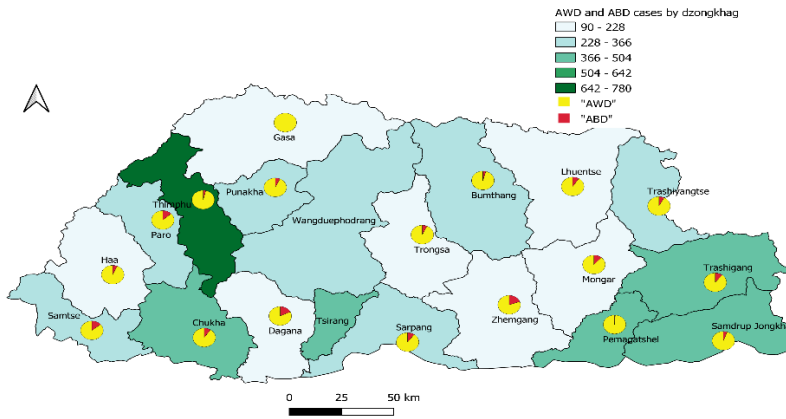 AWD and ABD cases by dzongkhag
90 - 228
228 - 366
366 - 504
504 - 642
642 - 780
"AWD"
"ABD"
Gasa
Lhuentse
Punakha
Bumthang
Trashiyangtse
Thimphu
Wangduephodrang
Paro
Trongsa
Haa
Mongar
Trashigang
Samtse
Chukha
Dagana
Tsirang
Sarpang
Zhemgang
Pemagatshel
Samdrup Jongkh
0 25 50 km